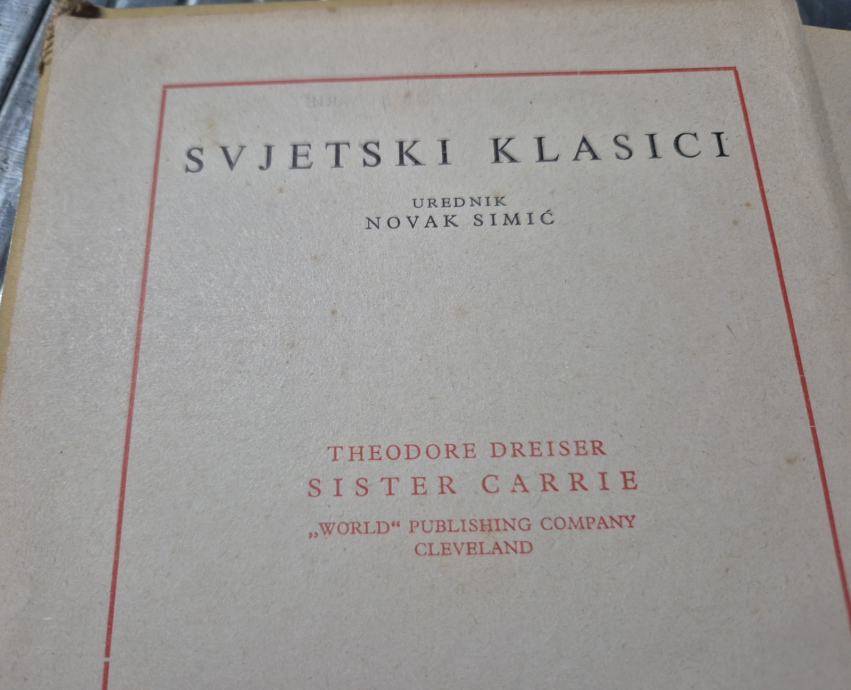 SVJETSKI KLASICI
UREDNIK
NOVAK SIMIĆ
THEODORE DREISER
SISTER CARRIE
„WORLD“ PUBLISHING COMPANY
CLEVELAND